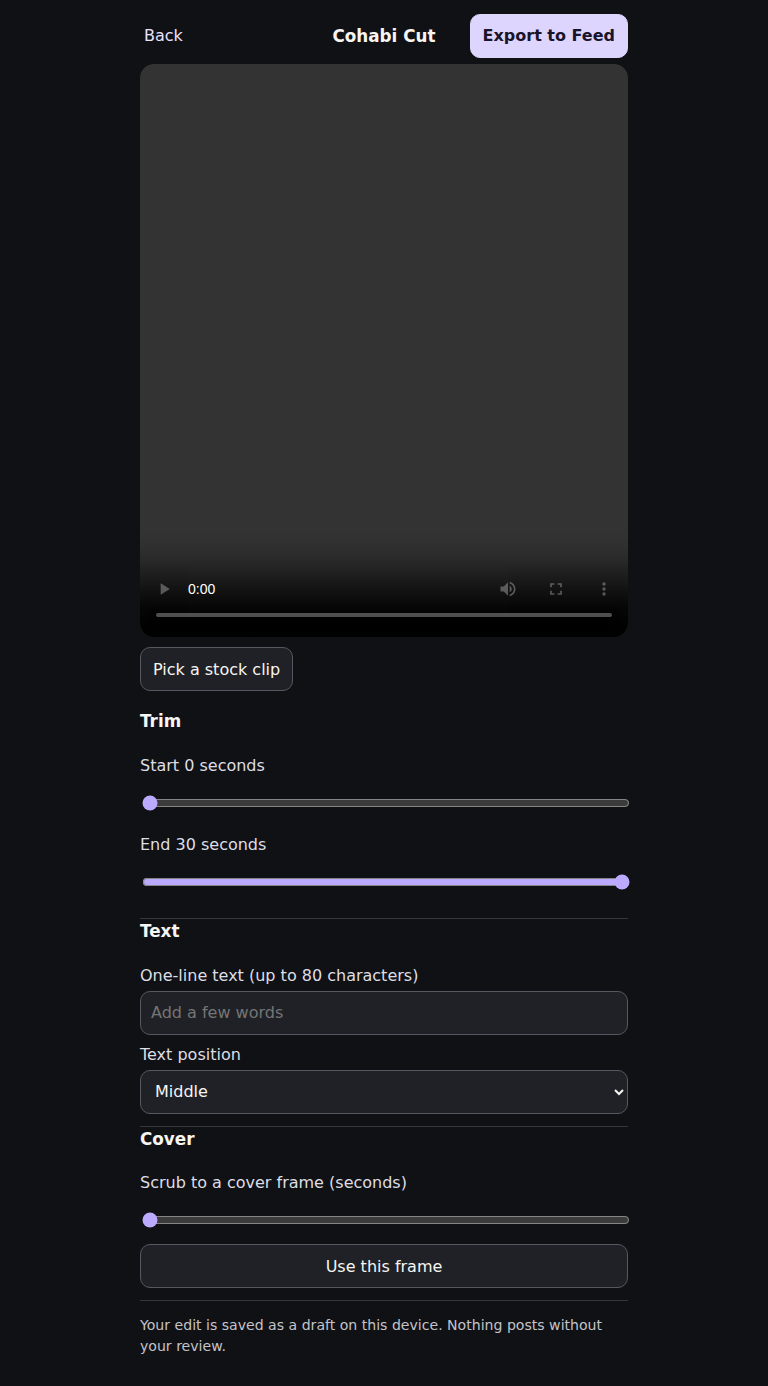 Back
Cohabi Cut
Export to Feed
0:00
Pick a stock clip
Trim
Start 0 seconds
End 30 seconds
Text
One-line text (up to 80 characters)
Add a few words
Text position
Middle
Cover
Scrub to a cover frame (seconds)
Use this frame
Your edit is saved as a draft on this device. Nothing posts without
your review.